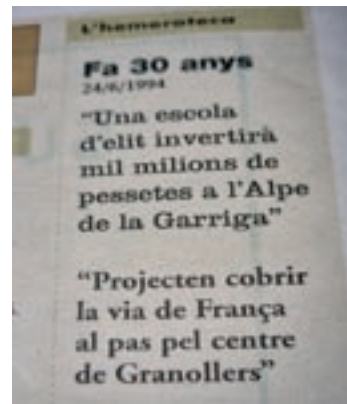 L'hemeroteca
Fa 30 anys
24/6/1994
"Una escola
d'elit invertirà
mil milions de
pessetes a l'Alpe
de la Garriga"
"Projecten cobrir
la via de França
al pas pel centre
de Granollers"